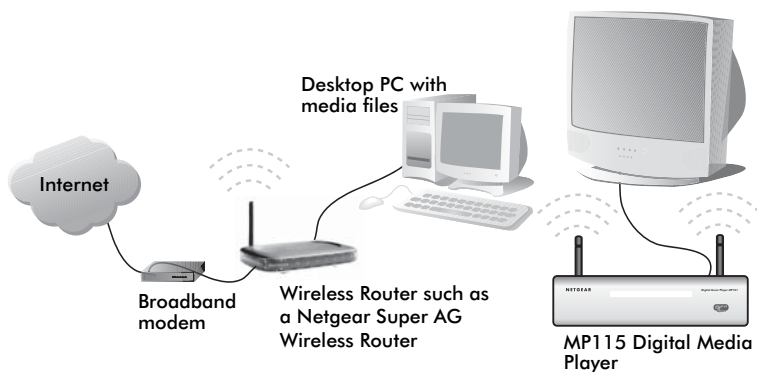 Desktop PC with
media files
Internet
Broadband
modem
Wireless Router such as
a Netgear Super AG
Wireless Router
NETGEAR
MP115 Digital Media
Player